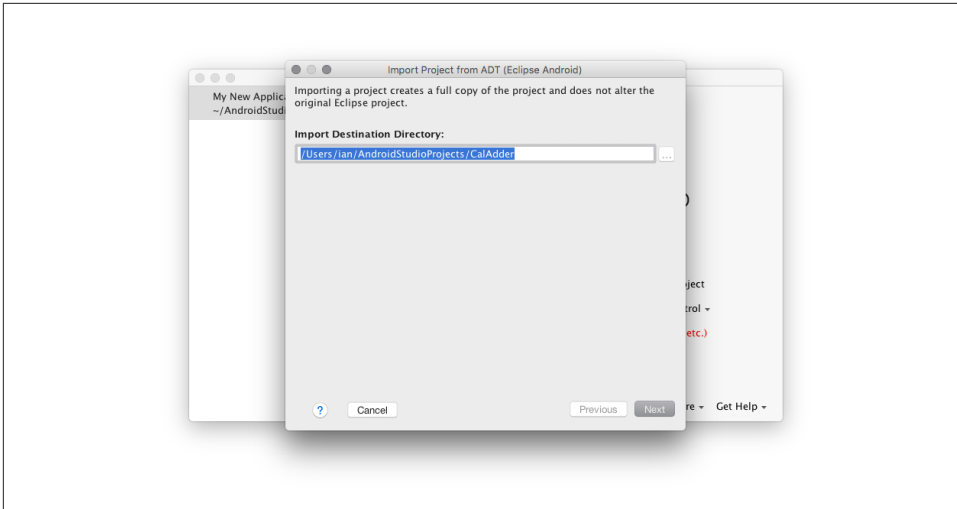 Import Project from ADT (Eclipse Android)
Importing a project creates a full copy of the project and does not alter the
original Eclipse project.
Import Destination Directory:
/Users/ian/AndroidStudioProjects/CalAdder
...
? Cancel Previous Next
My New Applic
~/AndroidStud
)
ject
trol
etc.)
re Get Help